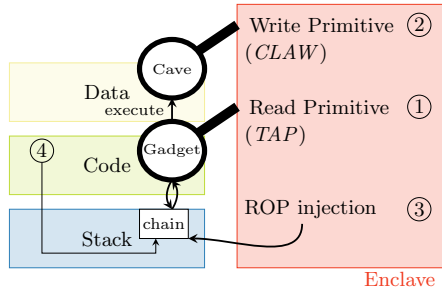 Write Primitive ②
(CLAW)
Cave
Data
execute
Read Primitive ①
(TAP)
Gadget
④
Code
chain
ROP injection ③
Stack
Enclave